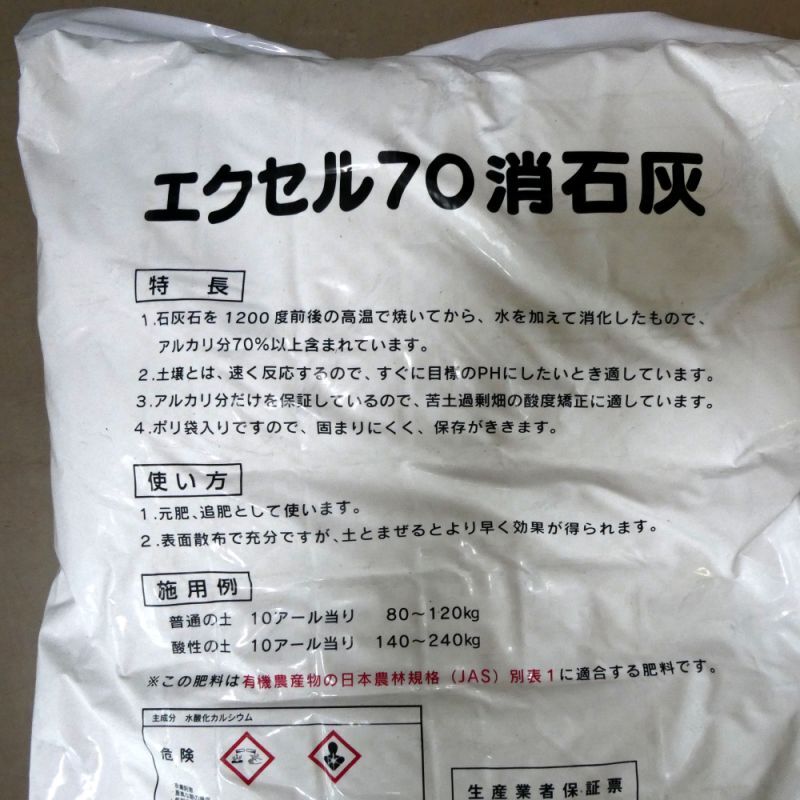 エクセル70消石灰
特長
1.石灰石を1200度前後の高温で焼いてから、水を加えて消化したもので、
アルカリ分70%以上含まれています。
2.土壌とは、速く反応するので、すぐに目標のPHにしたいとき適しています。
3.アルカリ分だけを保証しているので、苦土過剰畑の酸度矯正に適しています。
4.ポリ袋入りですので、固まりにくく、保存がききます。
使い方
1.元肥、追肥として使います。
2.表面散布で充分ですが、土とまぜるとより早く効果が得られます。
施用例
普通の土 10アール当り 80〜120kg
酸性の土 10アール当り 140〜240kg
※この肥料は有機農産物の日本農林規格（JAS）別表1に適合する肥料です。
主成分 水酸化カルシウム
危険
生産業者保証票